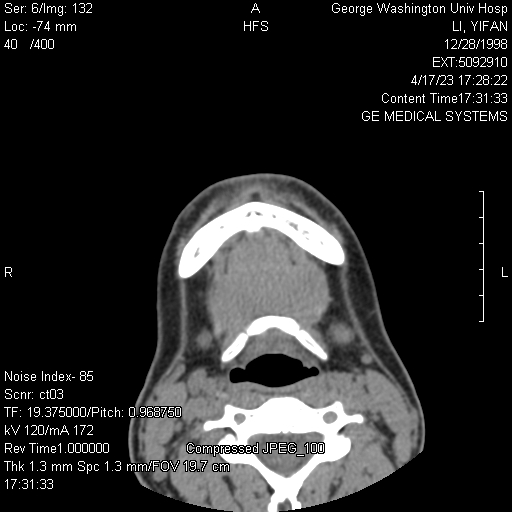 Ser: 6/Img: 132
Loc: -74 mm
40 /400
A
HFS
George Washington Univ Hosp
LI, YIFAN
12/28/1998
EXT:5092910
4/17/23 17:28:22
Content Time17:31:33
GE MEDICAL SYSTEMS
R
L
Noise Index- 85
Scnr: ct03
TF: 19.375000/Pitch: 0.968750
kV 120/mA 172
Rev Time1.000000
Compressed JPEG_100
Thk 1.3 mm Spc 1.3 mm/FOV 19.7 cm
17:31:33